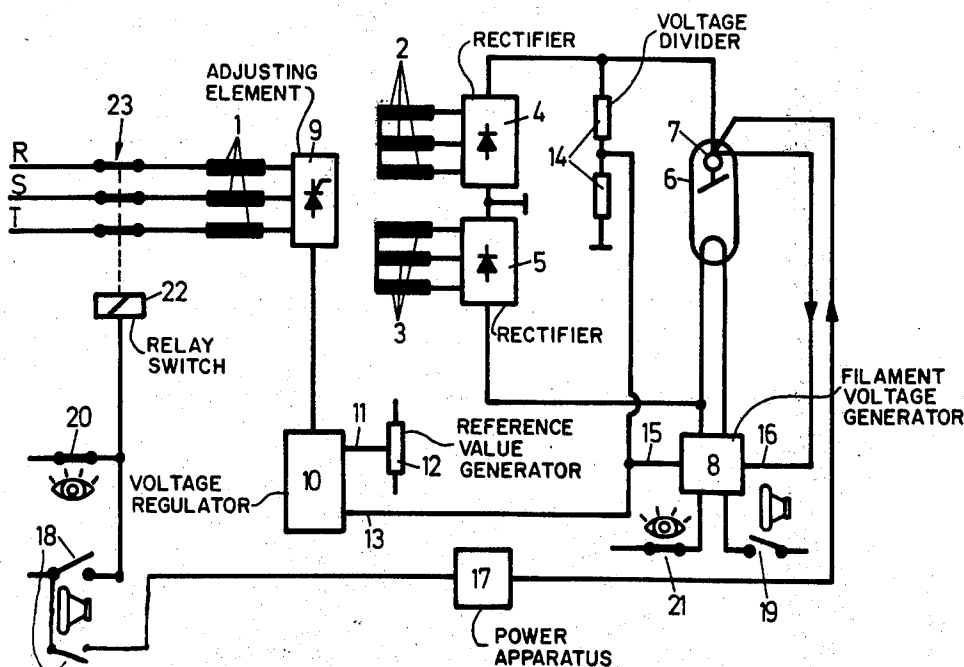 VOLTAGE
DIVIDER
RECTIFIER
2
ADJUSTING
ELEMENT
23
1
9
4
14
7
6
R
S
T
5
3
RECTIFIER
22
RELAY
SWITCH
FILAMENT
VOLTAGE
GENERATOR
20
11
REFERENCE
VALUE
GENERATOR
12
15
8
16
VOLTAGE
REGULATOR
10
13
18
17
21
19
POWER
APPARATUS